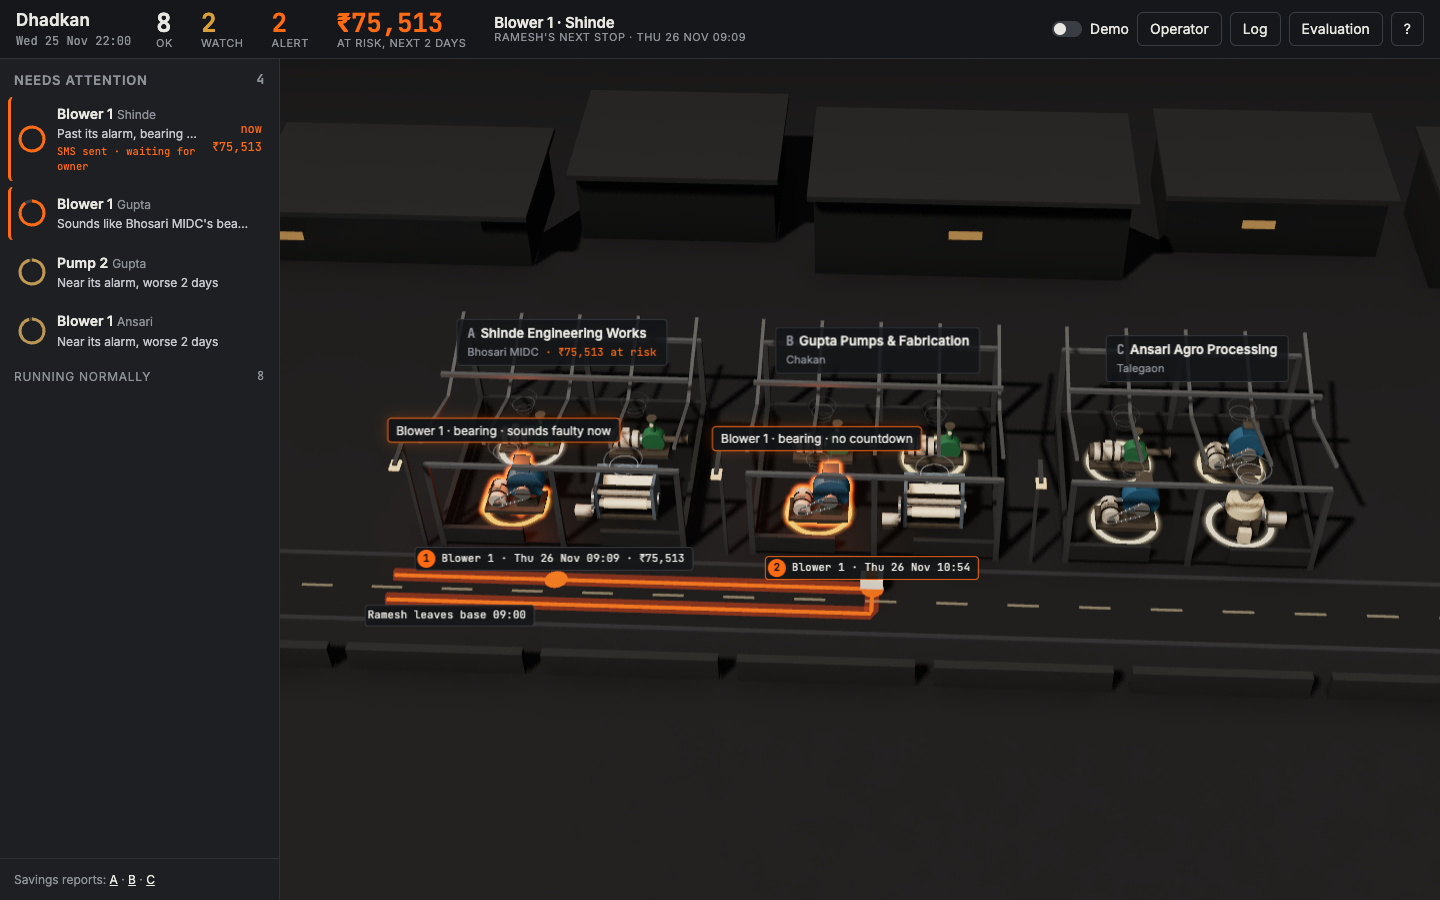 Dhadkan
Wed 25 Nov 22:00
8
OK
2
WATCH
2
ALERT
₹75,513
AT RISK, NEXT 2 DAYS
Blower 1 · Shinde
RAMESH'S NEXT STOP · THU 26 NOV 09:09
Demo
Operator
Log
Evaluation
?
NEEDS ATTENTION
4
Blower 1 Shinde
Past its alarm, bearing ...
SMS sent · waiting for
owner
now
₹75,513
Blower 1 Gupta
Sounds like Bhosari MIDC's bea...
Pump 2 Gupta
Near its alarm, worse 2 days
Blower 1 Ansari
Near its alarm, worse 2 days
RUNNING NORMALLY
8
A Shinde Engineering Works
Bhosari MIDC · ₹75,513 at risk
B Gupta Pumps & Fabrication
Chakan
C Ansari Agro Processing
Talegaon
Blower 1 · bearing · sounds faulty now
Blower 1 · bearing · no countdown
1 Blower 1 · Thu 26 Nov 09:09 · ₹75,513
2 Blower 1 · Thu 26 Nov 10:54
Ramesh leaves base 09:00
Savings reports: A · B · C